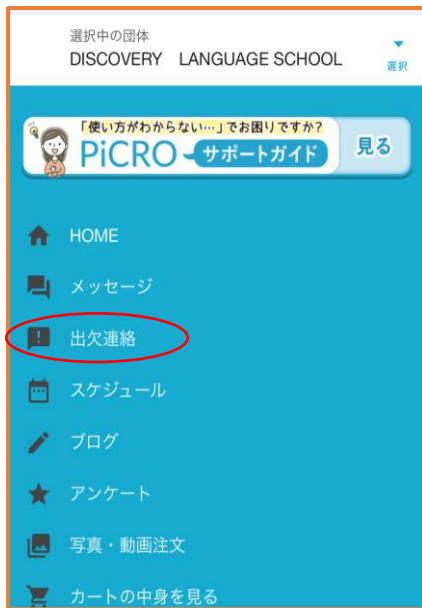 選択中の団体
DISCOVERY LANGUAGE SCHOOL
選択
「使い方がわからない…」でお困りですか?
PiCRO サポートガイド 見る
HOME
メッセージ
出欠連絡
スケジュール
ブログ
アンケート
写真・動画注文
カートの中身を見る